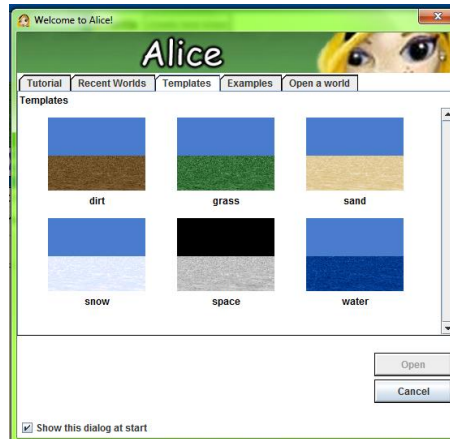 Welcome to Alice!
Alice
Tutorial Recent Worlds Templates Examples Open a world
Templates
dirt grass sand
snow space water
Open
Cancel
Show this dialog at start